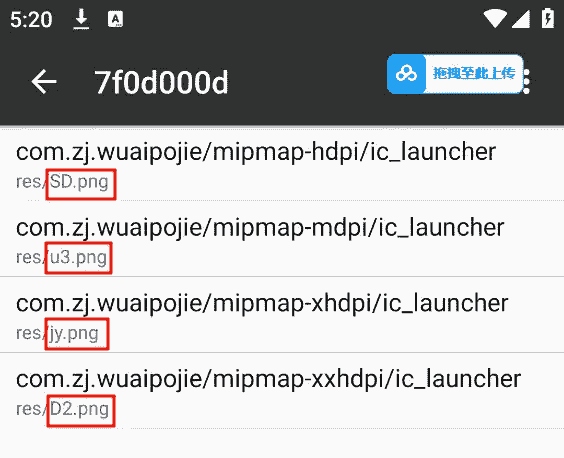 5:20 A
7f0d000d 拖拽至此上传
com.zj.wuaipojie/mipmap-hdpi/ic_launcher
res/SD.png
com.zj.wuaipojie/mipmap-mdpi/ic_launcher
res/u3.png
com.zj.wuaipojie/mipmap-xhdpi/ic_launcher
res/jy.png
com.zj.wuaipojie/mipmap-xxhdpi/ic_launcher
res/D2.png